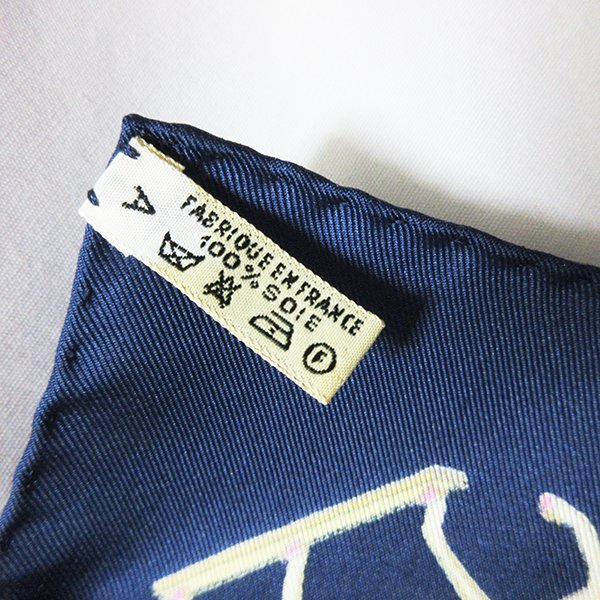 A
FABRIQUE EN FRANCE
100% SOIE
F